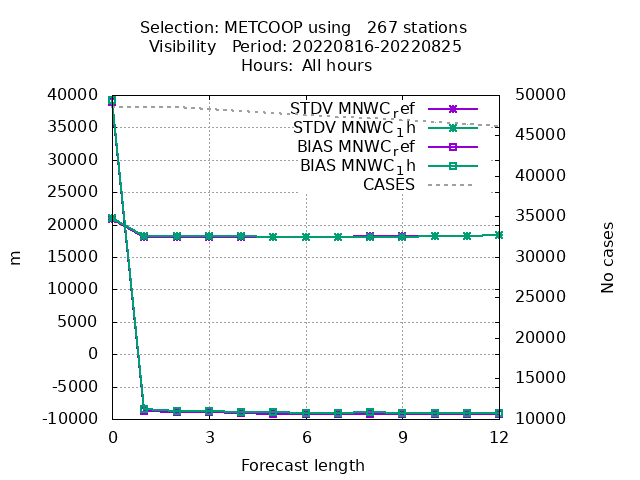 Selection: METCOOP using   267 stations
Visibility   Period: 20220816-20220825
Hours:  All hours
STDV MNWC_ref
STDV MNWC_1h
BIAS MNWC_ref
BIAS MNWC_1h
CASES
40000
35000
30000
25000
20000
15000
10000
5000
0
-5000
-10000
m
50000
45000
40000
35000
30000
25000
20000
15000
10000
No cases
0 3 6 9 12
Forecast length